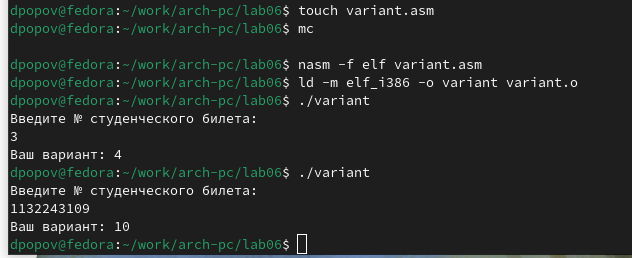 dpopov@fedora:~/work/arch-pc/lab06$ touch variant.asm
dpopov@fedora:~/work/arch-pc/lab06$ mc
dpopov@fedora:~/work/arch-pc/lab06$ nasm -f elf variant.asm
dpopov@fedora:~/work/arch-pc/lab06$ ld -m elf_i386 -o variant variant.o
dpopov@fedora:~/work/arch-pc/lab06$ ./variant
Введите № студенческого билета:
3
Ваш вариант: 4
dpopov@fedora:~/work/arch-pc/lab06$ ./variant
Введите № студенческого билета:
1132243109
Ваш вариант: 10
dpopov@fedora:~/work/arch-pc/lab06$